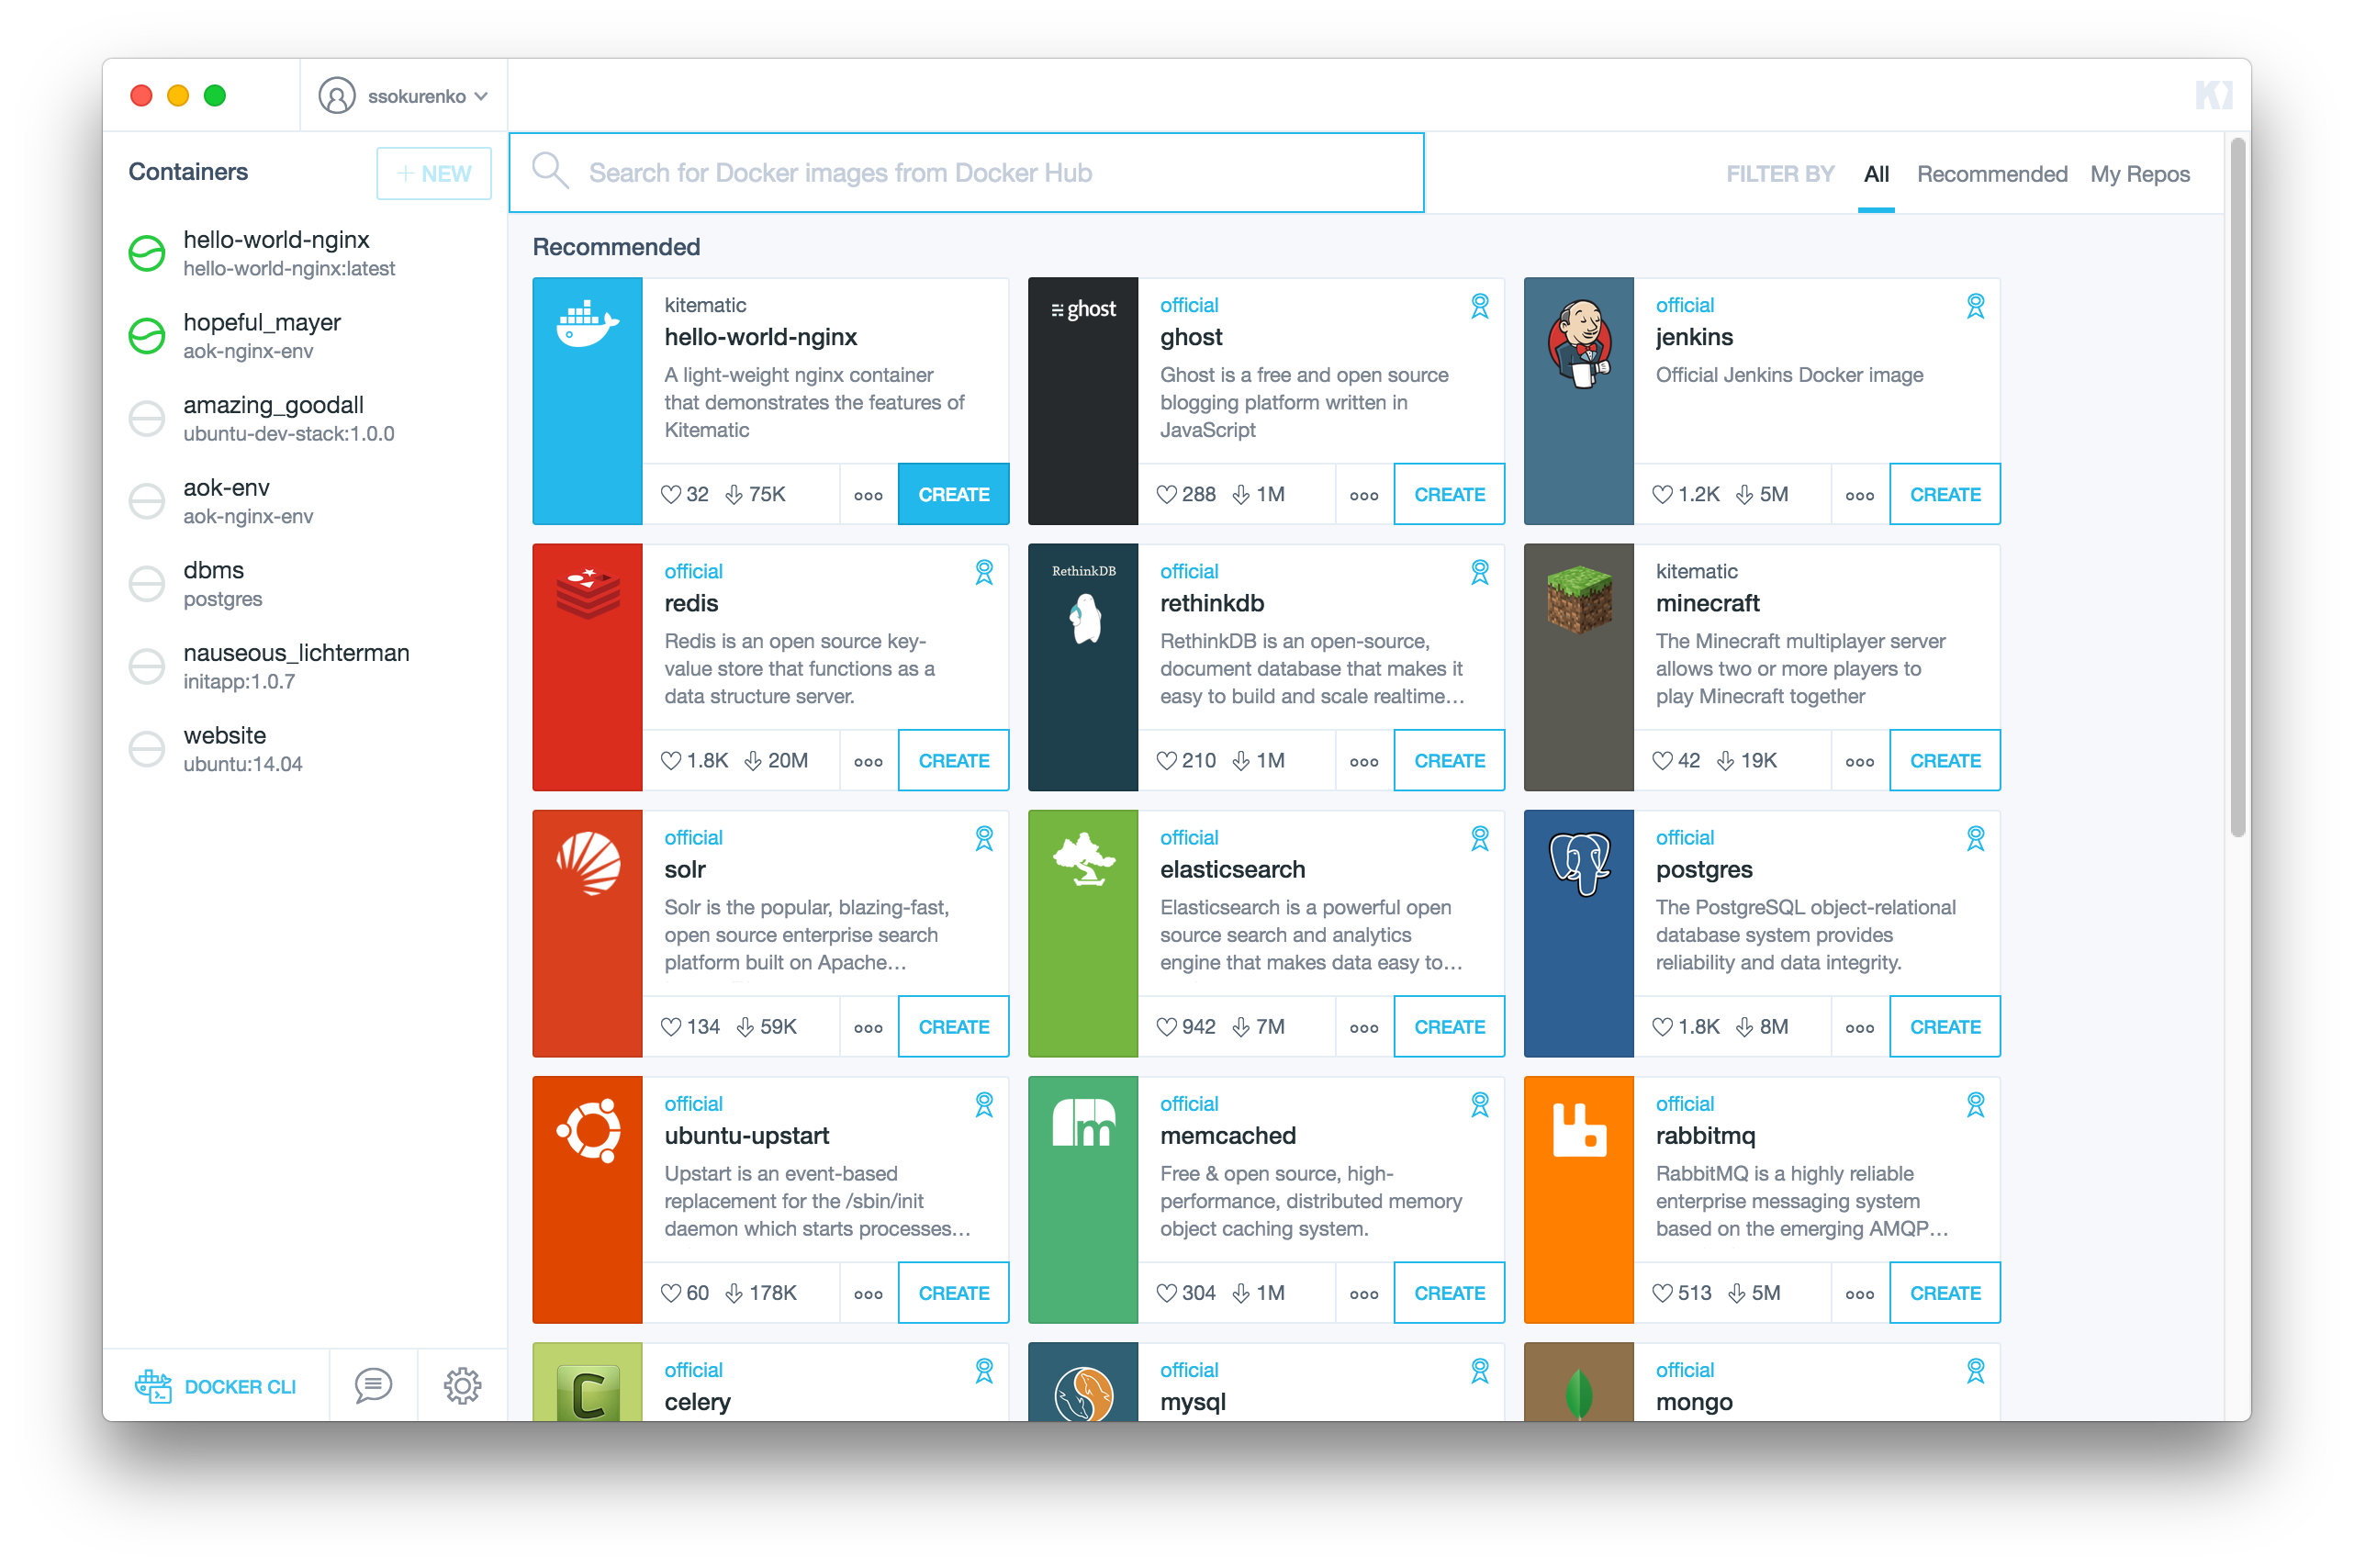 ssokurenko
Containers
+ NEW
Search for Docker images from Docker Hub
FILTER BY All Recommended My Repos
hello-world-nginx
hello-world-nginx:latest
hopeful_mayer
aok-nginx-env
amazing_goodall
ubuntu-dev-stack:1.0.0
aok-env
aok-nginx-env
dbms
postgres
nauseous_lichterman
initapp:1.0.7
website
ubuntu:14.04
DOCKER CLI
Recommended
kitematic
hello-world-nginx
A light-weight nginx container
that demonstrates the features of
Kitematic
32 75K CREATE
ghost
official
ghost
Ghost is a free and open source
blogging platform written in
JavaScript
288 1M CREATE
official
jenkins
Official Jenkins Docker image
1.2K 5M CREATE
official
redis
Redis is an open source key-
value store that functions as a
data structure server.
1.8K 20M CREATE
RethinkDB
official
rethinkdb
RethinkDB is an open-source,
document database that makes it
easy to build and scale realtime…
210 1M CREATE
kitematic
minecraft
The Minecraft multiplayer server
allows two or more players to
play Minecraft together
42 19K CREATE
official
solr
Solr is the popular, blazing-fast,
open source enterprise search
platform built on Apache…
134 59K CREATE
official
elasticsearch
Elasticsearch is a powerful open
source search and analytics
engine that makes data easy to…
942 7M CREATE
official
postgres
The PostgreSQL object-relational
database system provides
reliability and data integrity.
1.8K 8M CREATE
official
ubuntu-upstart
Upstart is an event-based
replacement for the /sbin/init
daemon which starts processes…
60 178K CREATE
m
official
memcached
Free & open source, high-
performance, distributed memory
object caching system.
304 1M CREATE
official
rabbitmq
RabbitMQ is a highly reliable
enterprise messaging system
based on the emerging AMQP…
513 5M CREATE
C
official
celery
official
mysql
official
mongo